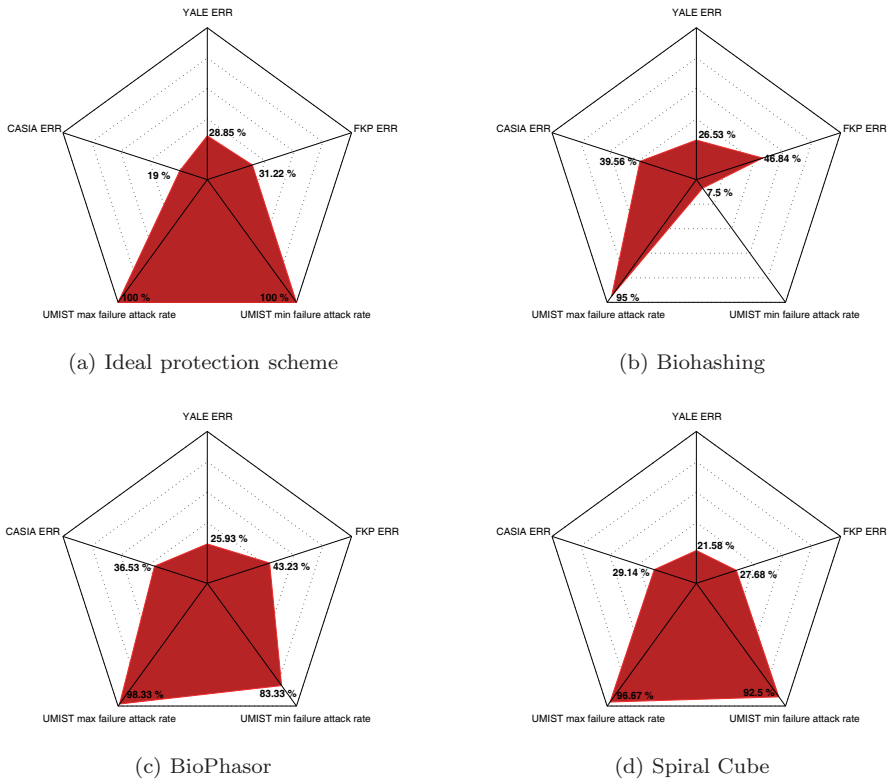 YALE ERR
CASIA ERR
FKP ERR
28.85 %
19 %
31.22 %
100 %
100 %
UMIST max failure attack rate
UMIST min failure attack rate
(a) Ideal protection scheme
YALE ERR
CASIA ERR
FKP ERR
26.53 %
39.56 %
46.84 %
7.5 %
95 %
UMIST max failure attack rate
UMIST min failure attack rate
(b) Biohashing
YALE ERR
CASIA ERR
FKP ERR
25.93 %
36.53 %
43.23 %
98.33 %
83.33 %
UMIST max failure attack rate
UMIST min failure attack rate
(c) BioPhasor
YALE ERR
CASIA ERR
FKP ERR
21.58 %
29.14 %
27.68 %
96.67 %
92.5 %
UMIST max failure attack rate
UMIST min failure attack rate
(d) Spiral Cube